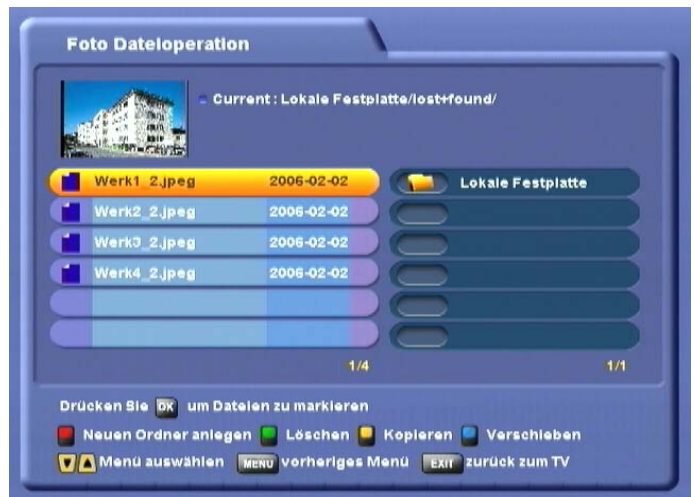 Foto Dateioperation
Current : Lokale Festplatte/lost+found/
Werk1_2.jpeg 2006-02-02 Lokale Festplatte
Werk2_2.jpeg 2006-02-02
Werk3_2.jpeg 2006-02-02
Werk4_2.jpeg 2006-02-02
1/4 1/1
Drücken Sie OK um Dateien zu markieren
Neuen Ordner anlegen Löschen Kopieren Verschieben
Menü auswählen MENU vorheriges Menü EXIT zurück zum TV